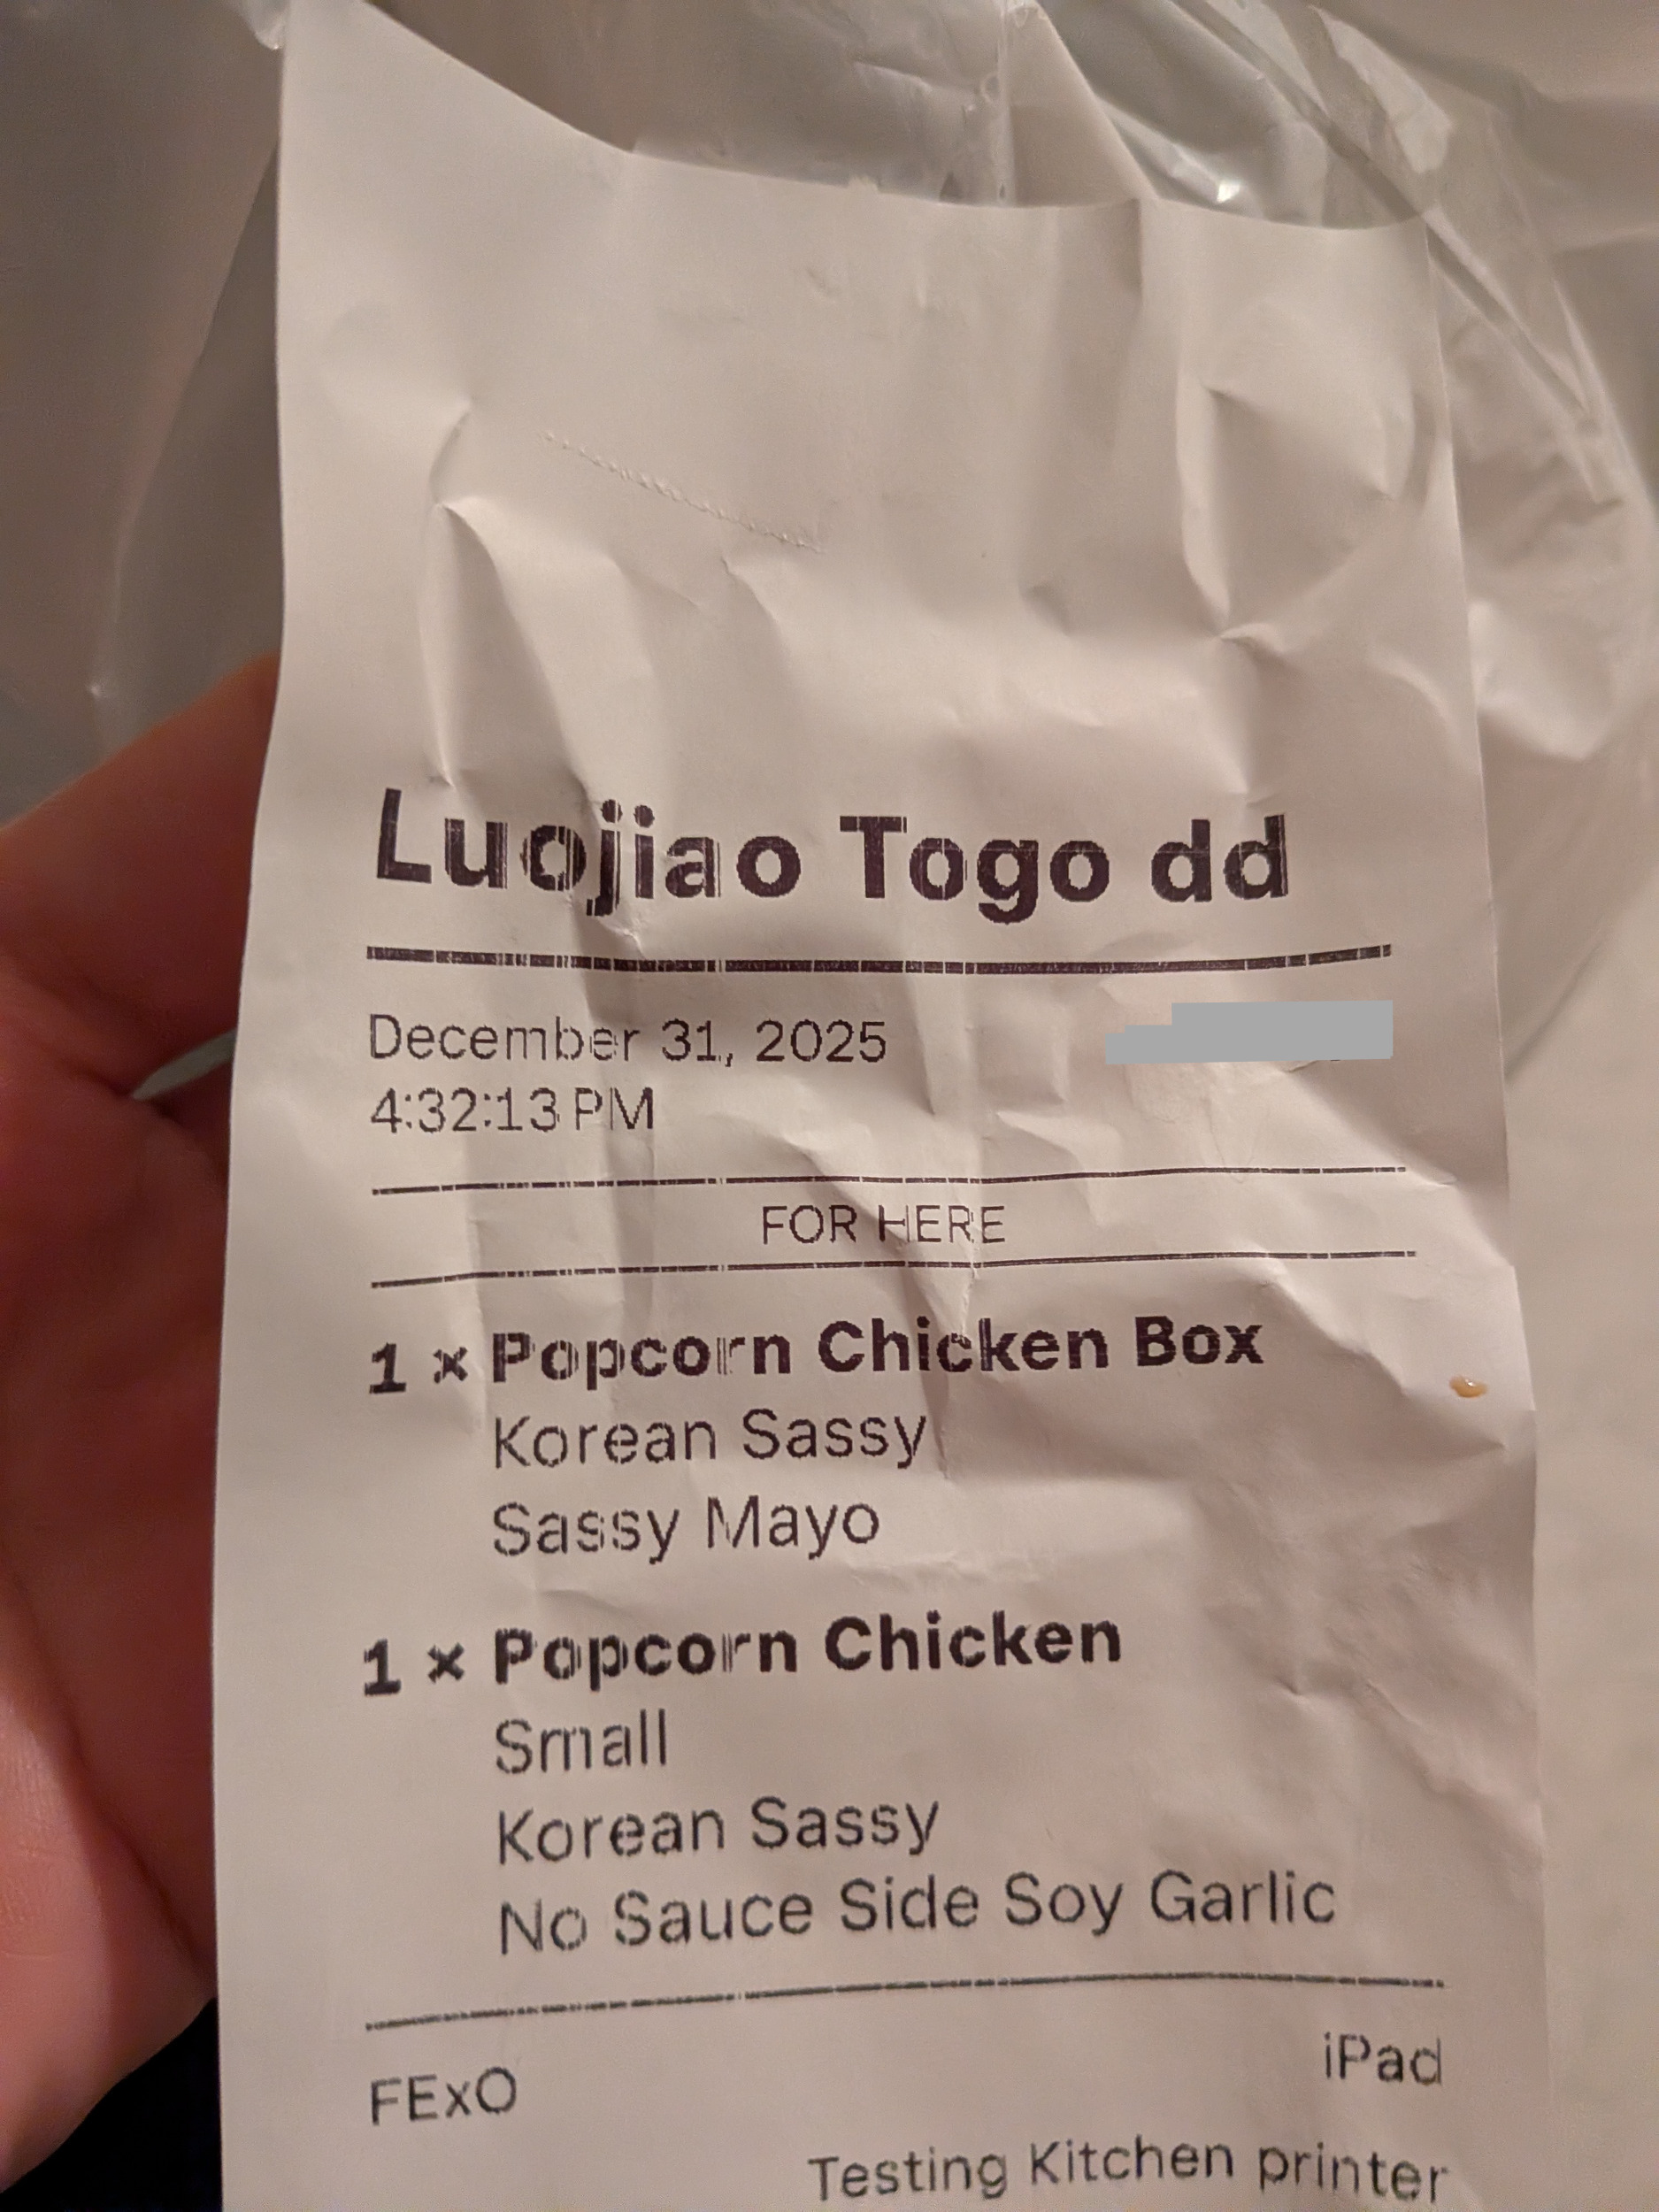 Luojiao Togo dd
December 31, 2025
4:32:13 PM
FOR HERE
1 × Popcorn Chicken Box
Korean Sassy
Sassy Mayo
1 × Popcorn Chicken
Small
Korean Sassy
No Sauce Side Soy Garlic
iPad
FExO
Testing Kitchen printer